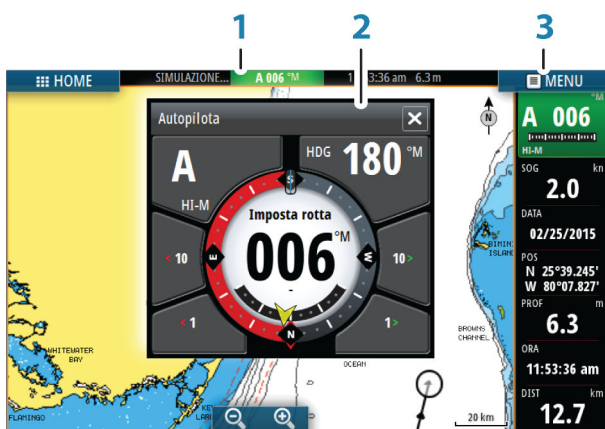 1 2 3
HOME
SIMULAZIONE...
A 006 °M
6.3 m
MENU
Autopilota
A
HI-M
HDG 180 °M
S
Imposta rotta
006 °M
-
E
W
N
< 10
10 >
< 1
1 >
N
WHITEWATER
BAY
FLAMINGO
KEY
OCEAN
BROWNS
CHANNEL
20 km
°M
A 006
HI-M
SOG kn
2.0
DATA
02/25/2015
POS
N 25°39.245'
W 80°07.827'
PROF m
6.3
ORA
11:53:36 am
DIST km
12.7